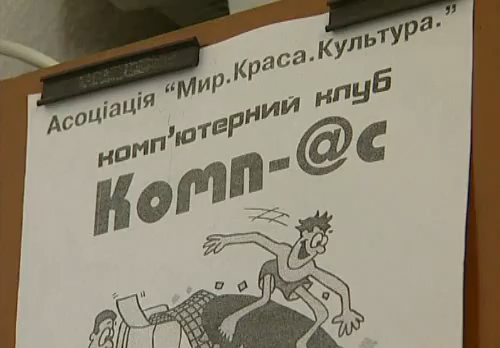 Асоціація “Мир.Краса.Культура.”
комп'ютерний клуб
Комп-@с